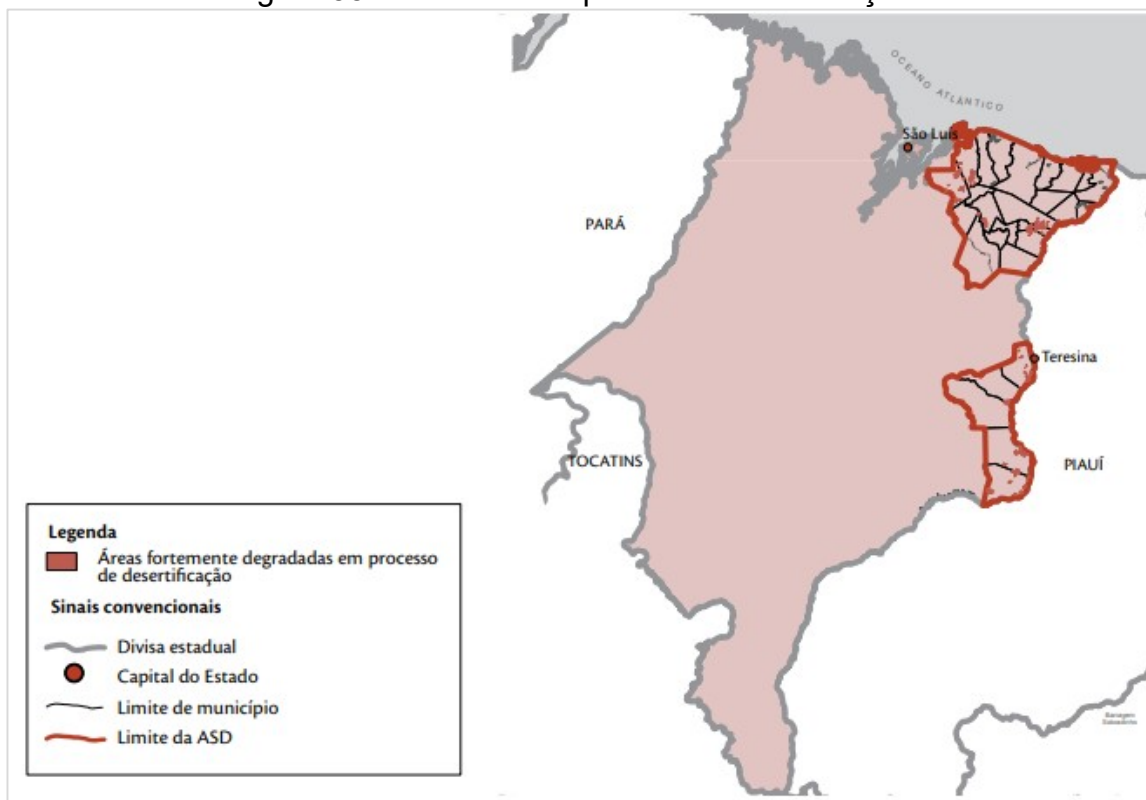 OCEANO ATLÂNTICO
São Luís
PARÁ
Teresina
TOCATINS
PIAUÍ
Legenda
Áreas fortemente degradadas em processo
de desertificação
Sinais convencionais
Divisa estadual
Capital do Estado
Limite de município
Limite da ASD